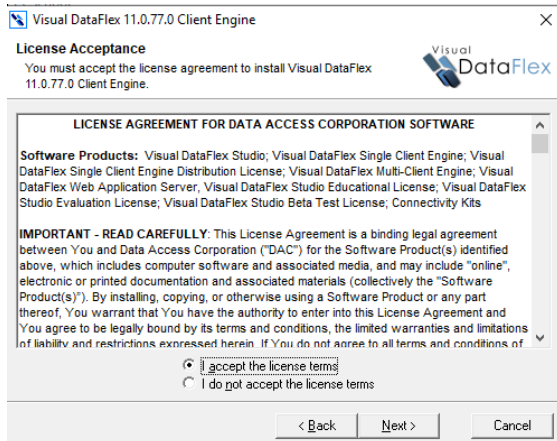 Visual DataFlex 11.0.77.0 Client Engine
License Acceptance
You must accept the license agreement to install Visual DataFlex
11.0.77.0 Client Engine.
Visual
DataFlex
LICENSE AGREEMENT FOR DATA ACCESS CORPORATION SOFTWARE
Software Products: Visual DataFlex Studio; Visual DataFlex Single Client Engine; Visual
DataFlex Single Client Engine Distribution License; Visual DataFlex Multi-Client Engine; Visual
DataFlex Web Application Server, Visual DataFlex Studio Educational License; Visual DataFlex
Studio Evaluation License; Visual DataFlex Studio Beta Test License; Connectivity Kits
IMPORTANT - READ CAREFULLY: This License Agreement is a binding legal agreement
between You and Data Access Corporation ("DAC") for the Software Product(s) identified
above, which includes computer software and associated media, and may include "online",
electronic or printed documentation and associated materials (collectively the "Software
Product(s)"). By installing, copying, or otherwise using a Software Product or any part
thereof, You warrant that You have the authority to enter into this License Agreement and
You agree to be legally bound by its terms and conditions, the limited warranties and limitations
of liability and restrictions expressed herein. If You do not agree to all terms and conditions of
I accept the license terms
I do not accept the license terms
< Back
Next >
Cancel